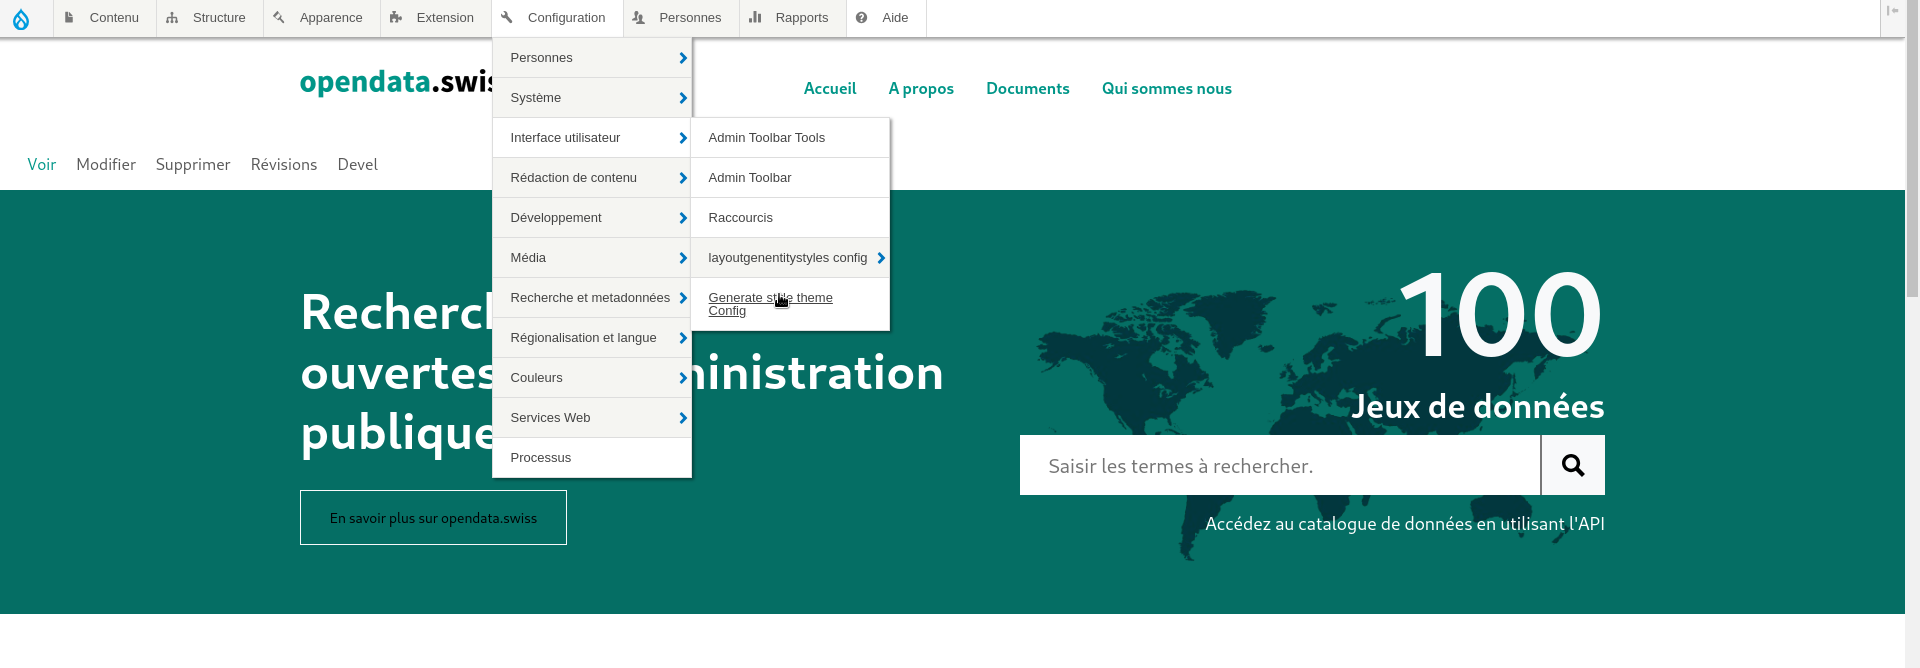 Contenu
Structure
Apparence
Extension
Configuration
Personnes
Rapports
Aide
Personnes
Système
Interface utilisateur
Rédaction de contenu
Développement
Média
Recherche et metadonnées
Régionalisation et langue
Couleurs
Services Web
Processus
Admin Toolbar Tools
Admin Toolbar
Raccourcis
layoutgenentitystyles config
Generate style theme
Config
opendata.swis
Accueil
A propos
Documents
Qui sommes nous
Voir
Modifier
Supprimer
Révisions
Devel
Recherc
ouvertes ministration
publique
En savoir plus sur opendata.swiss
100
Jeux de données
Saisir les termes à rechercher.
Accédez au catalogue de données en utilisant l'API